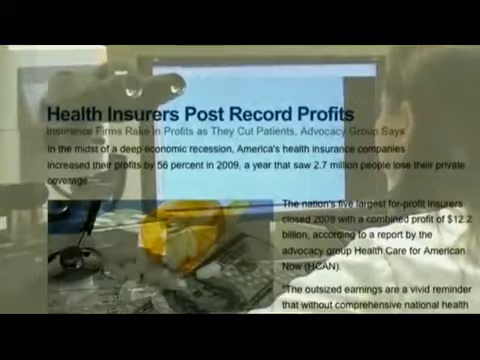 Health Insurers Post Record Profits
Insurance Firms Rake in Profits as They Cut Patients, Advocacy Group Says
In the midst of a deep economic recession, America's health insurance companies
increased their profits by 56 percent in 2009, a year that saw 2.7 million people lose their private
coverage.
The nation's five largest for-profit insurers
closed 2009 with a combined profit of $12.2
billion, according to a report by the
advocacy group Health Care for American
Now (HCAN).
"The outsized earnings are a vivid reminder
that without comprehensive national health